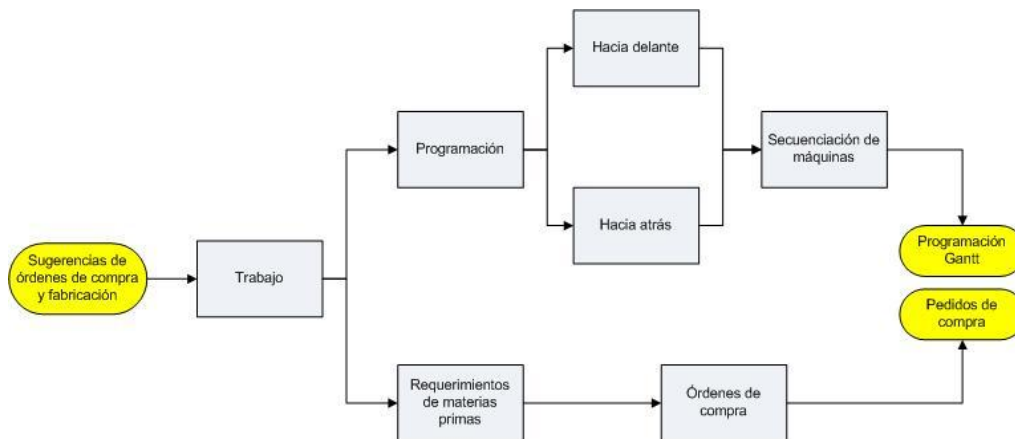 Hacia delante
Programación
Secuenciación de
máquinas
Hacia atrás
Sugerencias de
órdenes de compra
y fabricación
Trabajo
Programación
Gantt
Pedidos de
compra
Requerimientos
de materias
primas
Órdenes de
compra